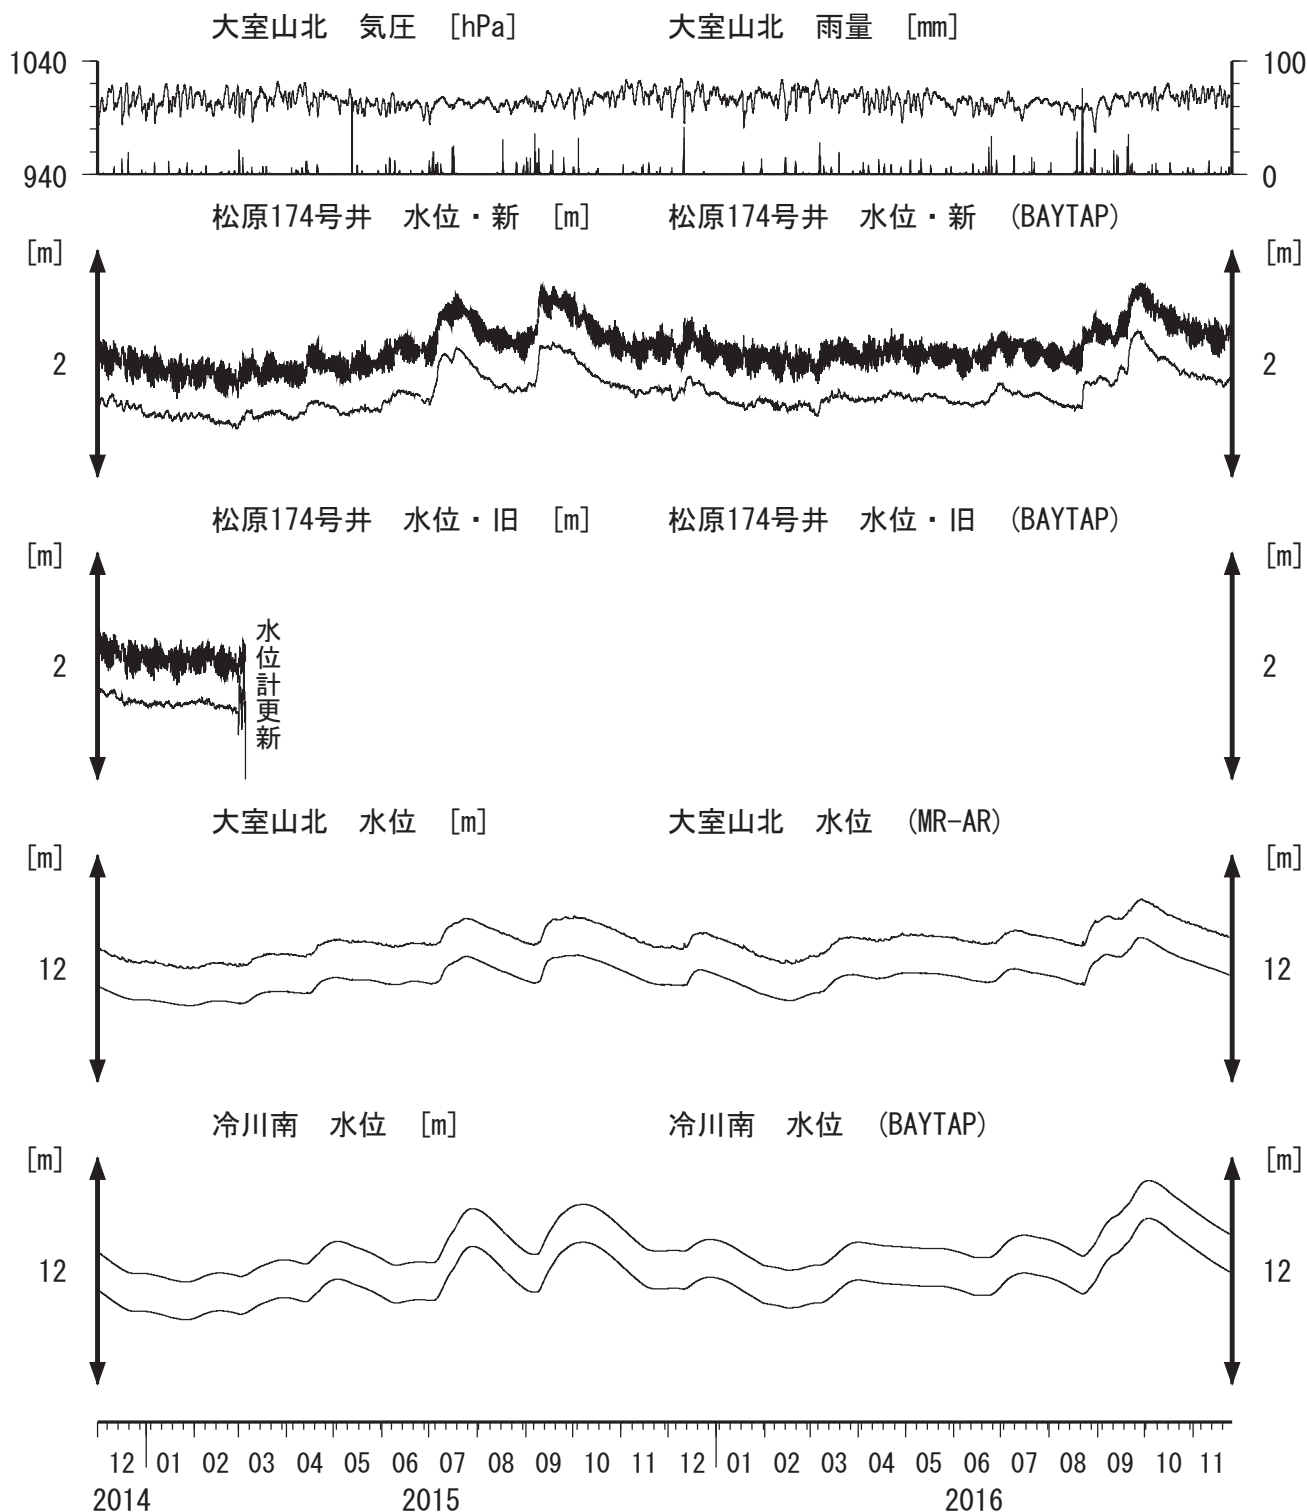 大室山北　気圧　[hPa]　大室山北　雨量　[mm]
1040　100
940　0
松原174号井　水位・新　[m]　松原174号井　水位・新　(BAYTAP)
[m]　[m]
2　2
松原174号井　水位・旧　[m]　松原174号井　水位・旧　(BAYTAP)
[m]　[m]
2　2
水位計更新
大室山北　水位　[m]　大室山北　水位　(MR-AR)
[m]　[m]
12　12
冷川南　水位　[m]　冷川南　水位　(BAYTAP)
[m]　[m]
12　12
12 01 02 03 04 05 06 07 08 09 10 11 12 01 02 03 04 05 06 07 08 09 10 11
2014　2015　2016